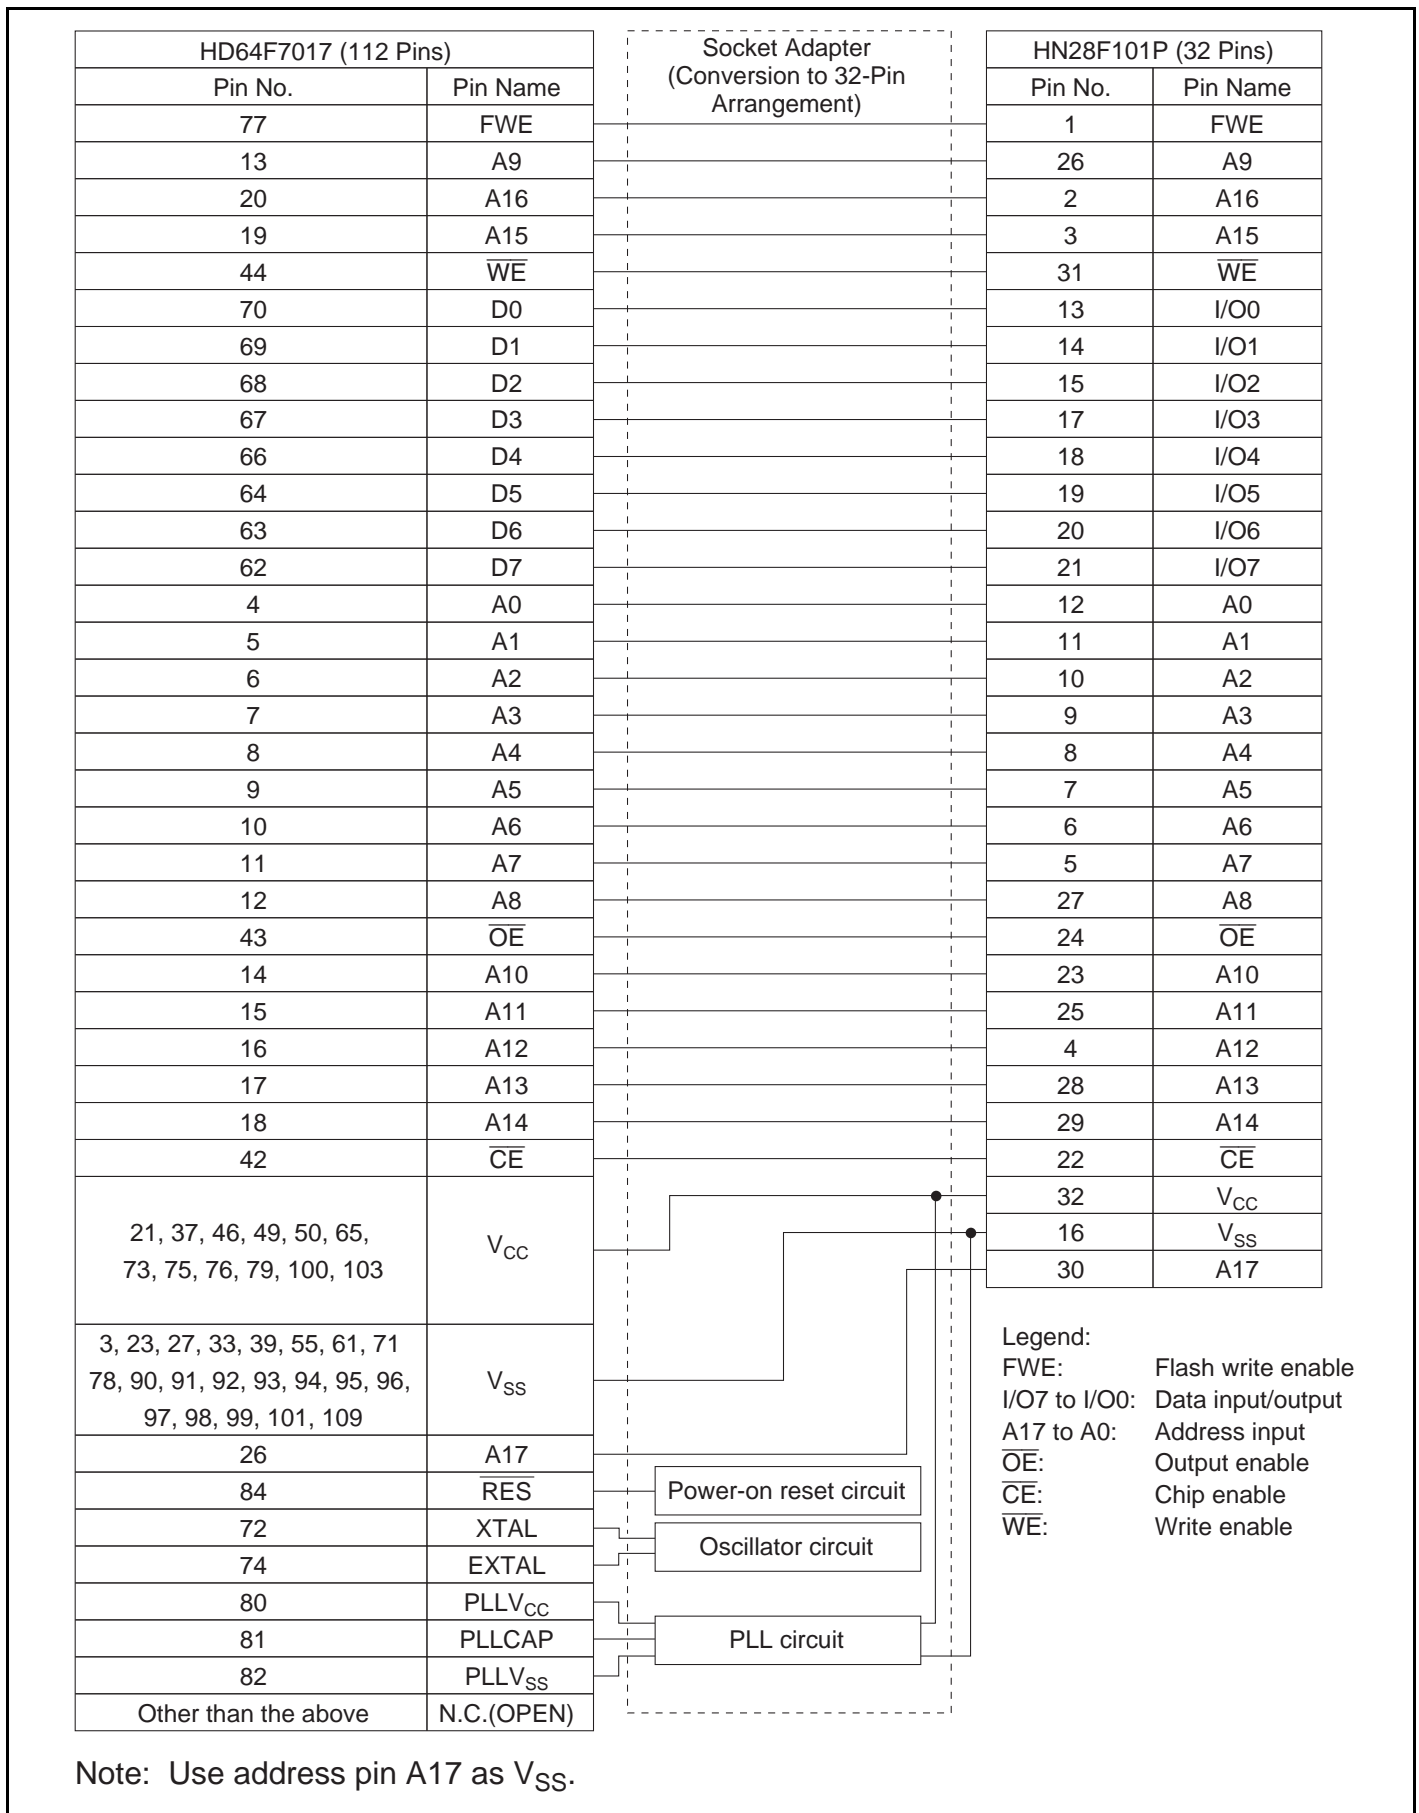 HD64F7017 (112 Pins)
Pin No. Pin Name
Socket Adapter
(Conversion to 32-Pin
Arrangement)
HN28F101P (32 Pins)
Pin No. Pin Name
77 FWE 1 FWE
13 A9 26 A9
20 A16 2 A16
19 A15 3 A15
44 W̅E̅ 31 W̅E̅
70 D0 13 I/O0
69 D1 14 I/O1
68 D2 15 I/O2
67 D3 17 I/O3
66 D4 18 I/O4
64 D5 19 I/O5
63 D6 20 I/O6
62 D7 21 I/O7
4 A0 12 A0
5 A1 11 A1
6 A2 10 A2
7 A3 9 A3
8 A4 8 A4
9 A5 7 A5
10 A6 6 A6
11 A7 5 A7
12 A8 27 A8
43 O̅E̅ 24 O̅E̅
14 A10 23 A10
15 A11 25 A11
16 A12 4 A12
17 A13 28 A13
18 A14 29 A14
42 C̅E̅ 22 C̅E̅
32 VCC
16 VSS
30 A17
21, 37, 46, 49, 50, 65,
73, 75, 76, 79, 100, 103
VCC
3, 23, 27, 33, 39, 55, 61, 71
78, 90, 91, 92, 93, 94, 95, 96,
97, 98, 99, 101, 109
VSS
26 A17
84 R̅E̅S̅ Power-on reset circuit
72 XTAL
Oscillator circuit
74 EXTAL
80 PLLVCC
81 PLLCAP PLL circuit
82 PLLVSS
Other than the above N.C.(OPEN)
Legend:
FWE: Flash write enable
I/O7 to I/O0: Data input/output
A17 to A0: Address input
O̅E̅: Output enable
C̅E̅: Chip enable
W̅E̅: Write enable
Note: Use address pin A17 as VSS.